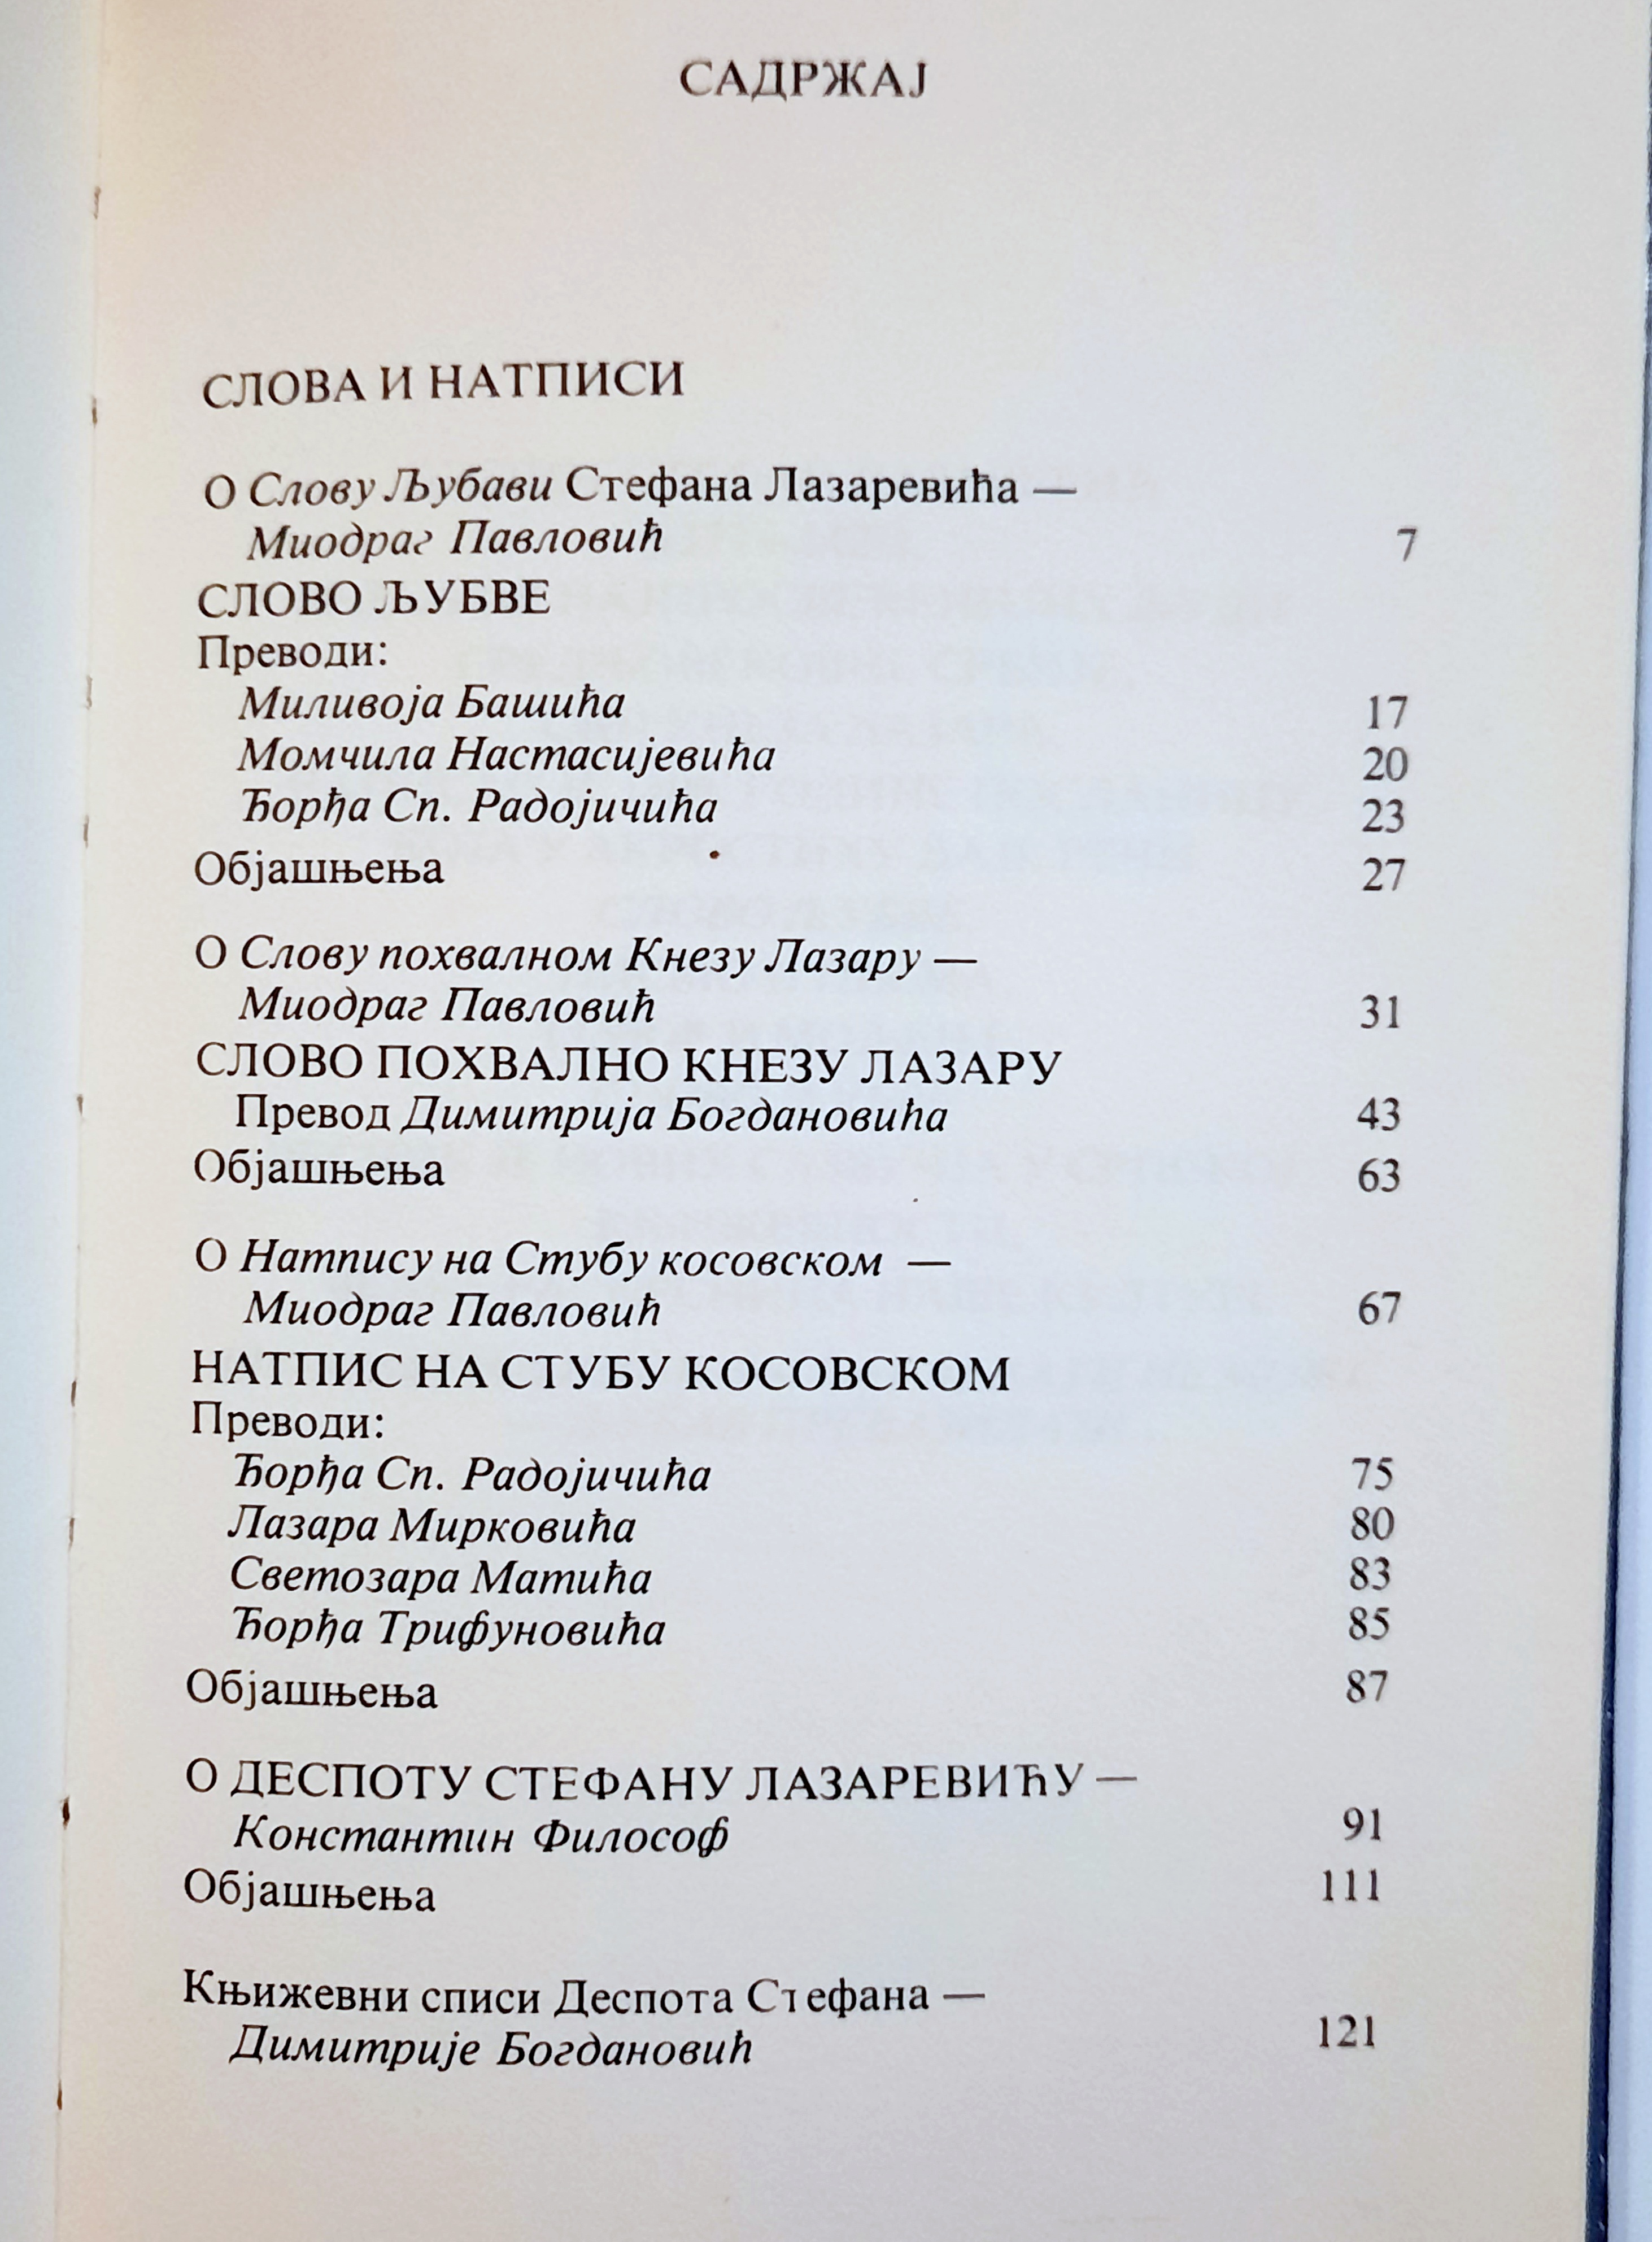 САДРЖАЈ
СЛОВА И НАТПИСИ
О Слову Љубави Стефана Лазаревића —
Миодраг Павловић 7
СЛОВО ЉУБВЕ
Преводи:
Миливоја Башића 17
Момчила Настасијевића 20
Ђорђа Сп. Радојичића 23
Објашњења 27
О Слову похвалном Кнезу Лазару —
Миодраг Павловић 31
СЛОВО ПОХВАЛНО КНЕЗУ ЛАЗАРУ
Превод Димитрија Богдановића 43
Објашњења 63
О Натпису на Стубу косовском —
Миодраг Павловић 67
НАТПИС НА СТУБУ КОСОВСКОМ
Преводи:
Ђорђа Сп. Радојичића 75
Лазара Мирковића 80
Светозара Матића 83
Ђорђа Трифуновића 85
Објашњења 87
О ДЕСПОТУ СТЕФАНУ ЛАЗАРЕВИЋУ —
Константин Философ 91
Објашњења 111
Књижевни списи Деспота Стефана —
Димитрије Богдановић 121